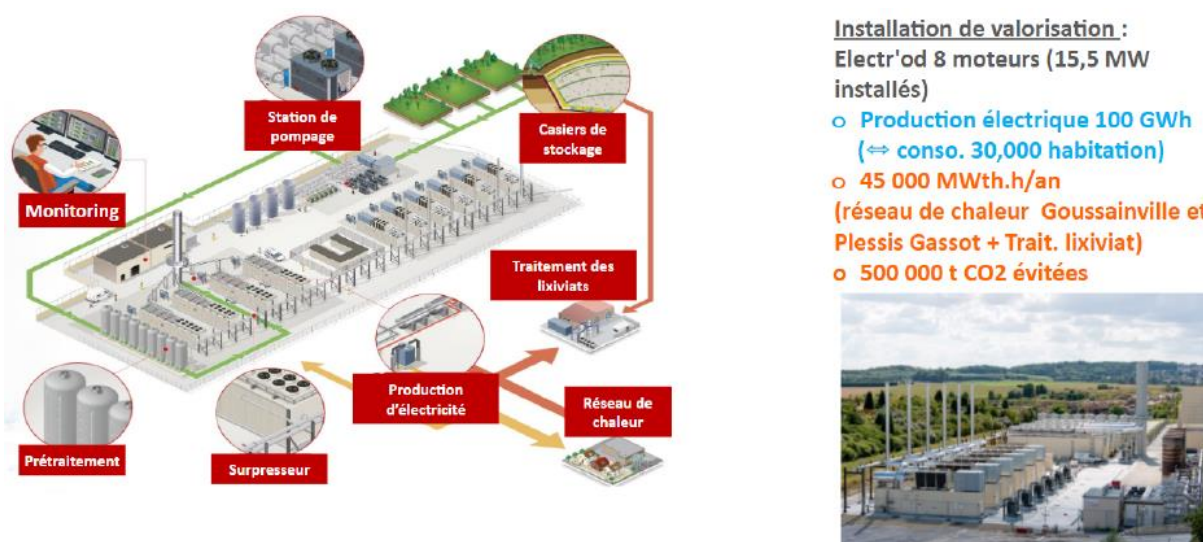 Station de
pompage
Casiers de
stockage
Monitoring
Traitement des
lixiviats
Production
d'électricité
Réseau de
chaleur
Prétraitement
Surpresseur
Installation de valorisation :
Electr'od 8 moteurs (15,5 MW
installés)
o Production électrique 100 GWh
(⇔ conso. 30,000 habitation)
o 45 000 MWth.h/an
(réseau de chaleur Goussainville et
Plessis Gassot + Trait. lixiviat)
o 500 000 t CO2 évitées